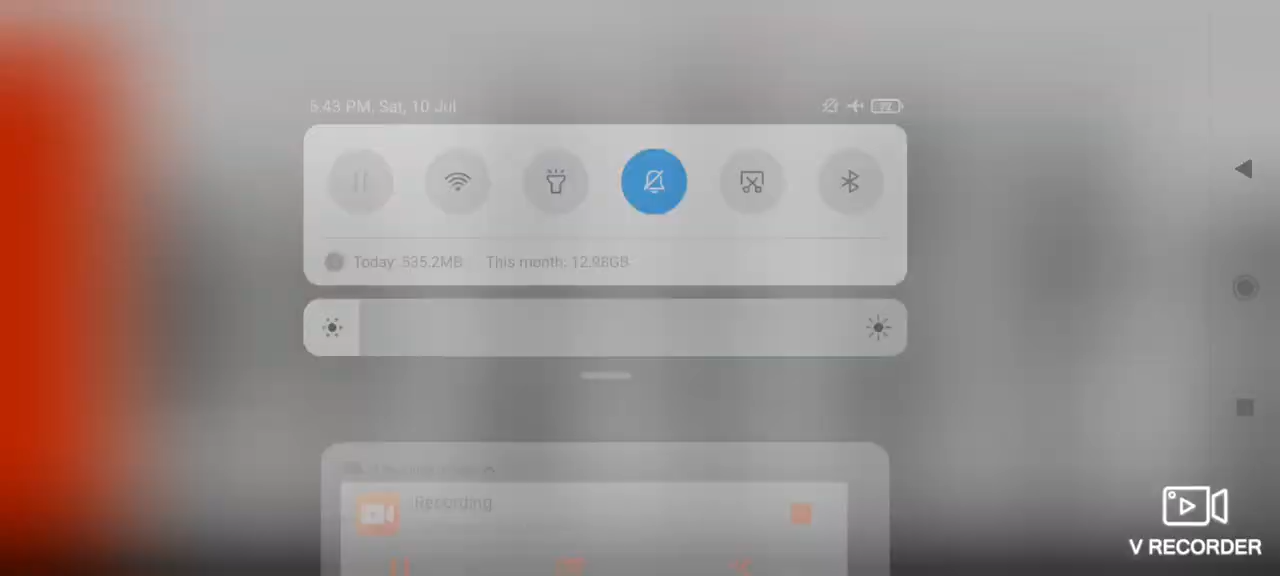 5:43 PM, Sat, 10 Jul
Today: 535.2MB This month: 12.98GB
Recording
V RECORDER